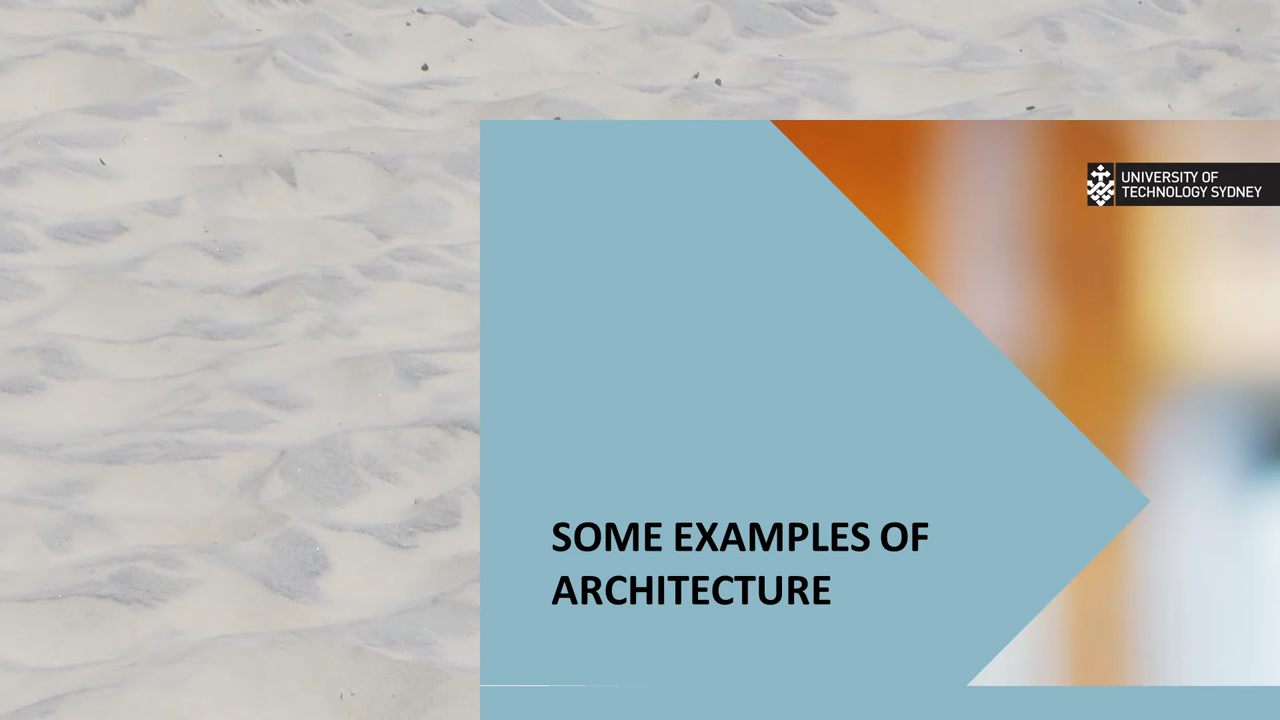 UNIVERSITY OF
TECHNOLOGY SYDNEY
SOME EXAMPLES OF
ARCHITECTURE